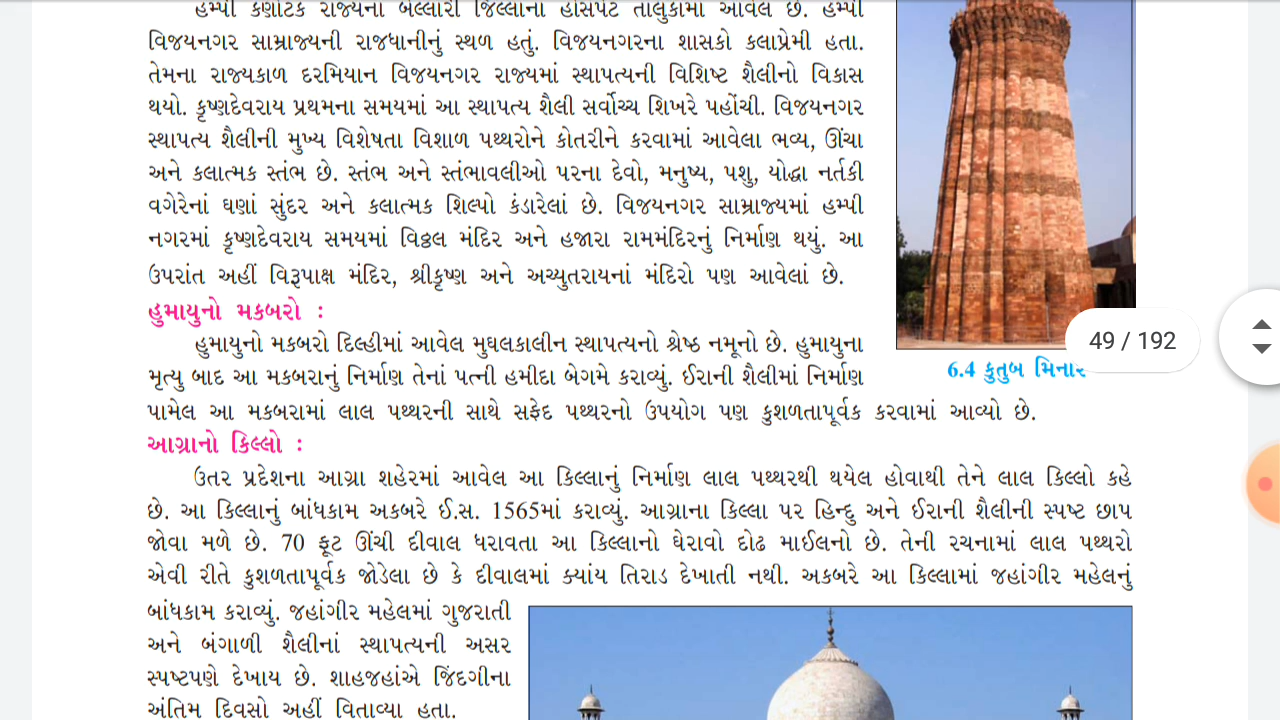 હમ્પી કર્ણાટક રાજ્યના બેલ્લારી જિલ્લાના હોસપેટ તાલુકામાં આવેલ છે. હમ્પી
વિજયનગર સામ્રાજ્યની રાજધાનીનું સ્થળ હતું. વિજયનગરના શાસકો કલાપ્રેમી હતા.
તેમના રાજ્યકાળ દરમિયાન વિજયનગર રાજ્યમાં સ્થાપત્યની વિશિષ્ટ શૈલીનો વિકાસ
થયો. કૃષ્ણદેવરાય પ્રથમના સમયમાં આ સ્થાપત્ય શૈલી સર્વોચ્ચ શિખરે પહોંચી. વિજયનગર
સ્થાપત્ય શૈલીની મુખ્ય વિશેષતા વિશાળ પથ્થરોને કોતરીને કરવામાં આવેલા ભવ્ય, ઊંચા
અને કલાત્મક સ્તંભ છે. સ્તંભ અને સ્તંભાવલીઓ પરના દેવો, મનુષ્ય, પશુ, યોદ્ધા નર્તકી
વગેરેનાં ઘણાં સુંદર અને કલાત્મક શિલ્પો કંડારેલાં છે. વિજયનગર સામ્રાજ્યમાં હમ્પી
નગરમાં કૃષ્ણદેવરાય સમયમાં વિઠ્ઠલ મંદિર અને હજારા રામમંદિરનું નિર્માણ થયું. આ
ઉપરાંત અહીં વિરૂપાક્ષ મંદિર, શ્રીકૃષ્ણ અને અચ્યુતરાયનાં મંદિરો પણ આવેલાં છે.
હુમાયુનો મકબરો :
હુમાયુનો મકબરો દિલ્હીમાં આવેલ મુઘલકાલીન સ્થાપત્યનો શ્રેષ્ઠ નમૂનો છે. હુમાયુના
મૃત્યુ બાદ આ મકબરાનું નિર્માણ તેનાં પત્ની હમીદા બેગમે કરાવ્યું. ઈરાની શૈલીમાં નિર્માણ
પામેલ આ મકબરામાં લાલ પથ્થરની સાથે સફેદ પથ્થરનો ઉપયોગ પણ કુશળતાપૂર્વક કરવામાં આવ્યો છે.
49 / 192
6.4 કુતુબ મિનાર
આગ્રાનો કિલ્લો :
ઉતર પ્રદેશના આગ્રા શહેરમાં આવેલ આ કિલ્લાનું નિર્માણ લાલ પથ્થરથી થયેલ હોવાથી તેને લાલ કિલ્લો કહે
છે. આ કિલ્લાનું બાંધકામ અકબરે ઈ.સ. 1565માં કરાવ્યું. આગ્રાના કિલ્લા પર હિન્દુ અને ઈરાની શૈલીની સ્પષ્ટ છાપ
જોવા મળે છે. 70 ફૂટ ઊંચી દીવાલ ધરાવતા આ કિલ્લાનો ઘેરાવો દોઢ માઈલનો છે. તેની રચનામાં લાલ પથ્થરો
એવી રીતે કુશળતાપૂર્વક જોડેલા છે કે દીવાલમાં ક્યાંય તિરાડ દેખાતી નથી. અકબરે આ કિલ્લામાં જહાંગીર મહેલનું
બાંધકામ કરાવ્યું. જહાંગીર મહેલમાં ગુજરાતી
અને બંગાળી શૈલીનાં સ્થાપત્યની અસર
સ્પષ્ટપણે દેખાય છે. શાહજહાંએ જિંદગીના
અંતિમ દિવસો અહીં વિતાવ્યા હતા.